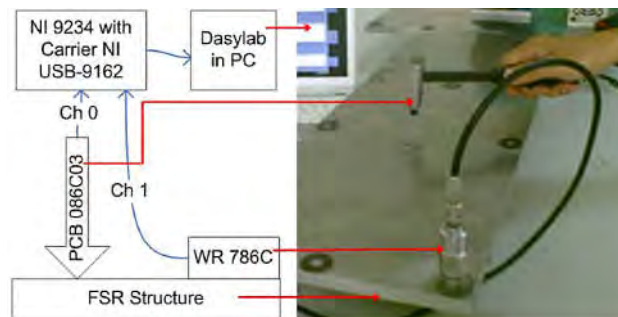 NI 9234 with
Carrier NI
USB-9162
Dasylab
in PC
Ch 0
PCB 086C03
Ch 1
WR 786C
FSR Structure